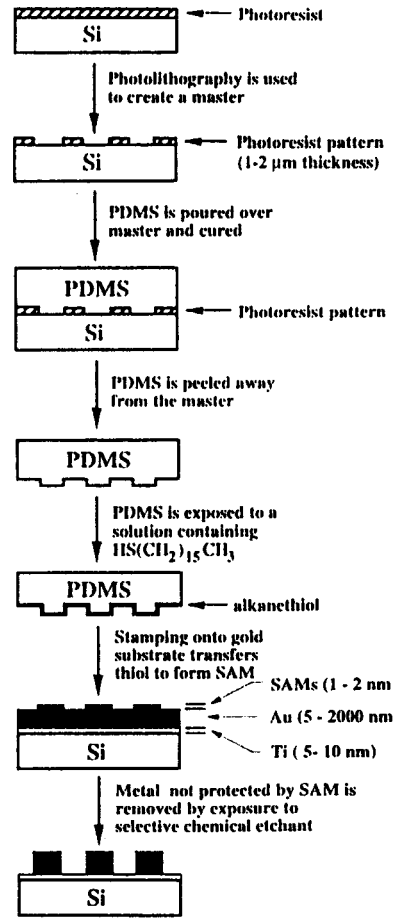 Photoresist
Si
Photolithography is used
to create a master
Photoresist pattern
(1-2 μm thickness)
Si
PDMS is poured over
master and cured
PDMS
Photoresist pattern
Si
PDMS is peeled away
from the master
PDMS
PDMS is exposed to a
solution containing
HS(CH2)15CH3
PDMS
alkanethiol
Stamping onto gold
substrate transfers
thiol to form SAM
SAMs (1 - 2 nm
Au (5 - 2000 nm
Ti ( 5- 10 nm)
Si
Metal not protected by SAM is
removed by exposure to
selective chemical etchant
Si